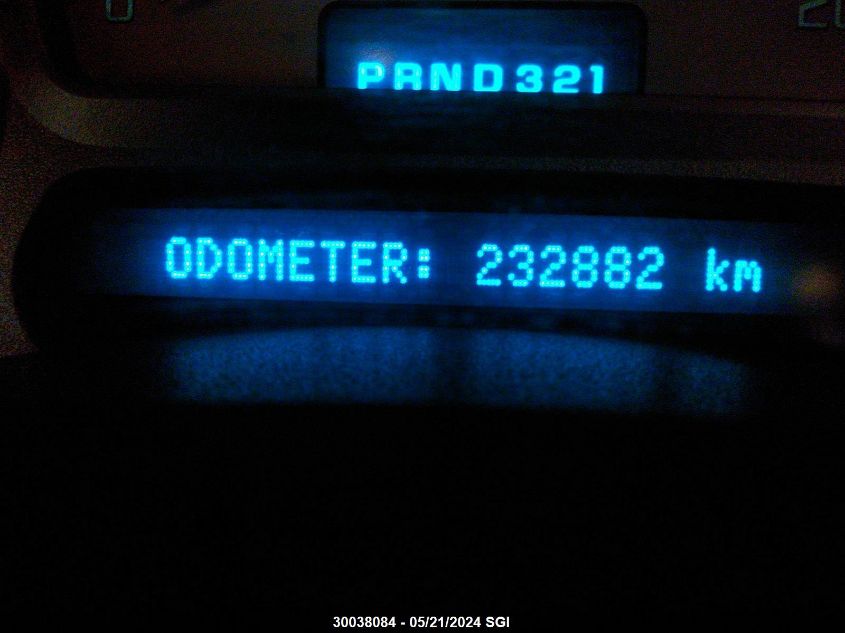 PRND321
ODOMETER: 232882 km
30038084 - 05/21/2024 SGI